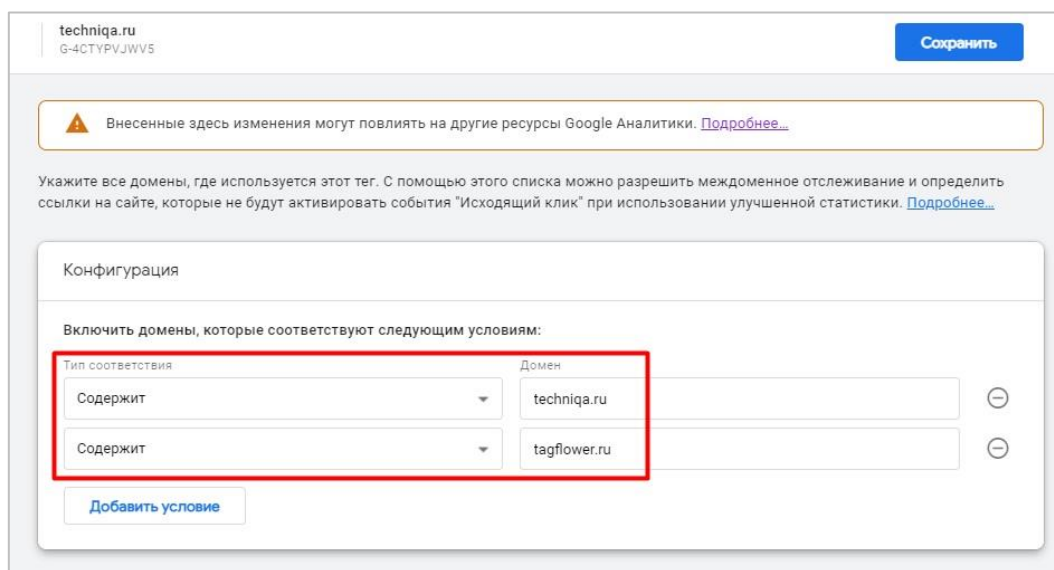 techniqa.ru
G-4CTYPVJWV5
Сохранить
Внесенные здесь изменения могут повлиять на другие ресурсы Google Аналитики. Подробнее…
Укажите все домены, где используется этот тег. С помощью этого списка можно разрешить междоменное отслеживание и определить
ссылки на сайте, которые не будут активировать события "Исходящий клик" при использовании улучшенной статистики. Подробнее…
Конфигурация
Включить домены, которые соответствуют следующим условиям:
Тип соответствия Домен
Содержит techniqa.ru
Содержит tagflower.ru
Добавить условие